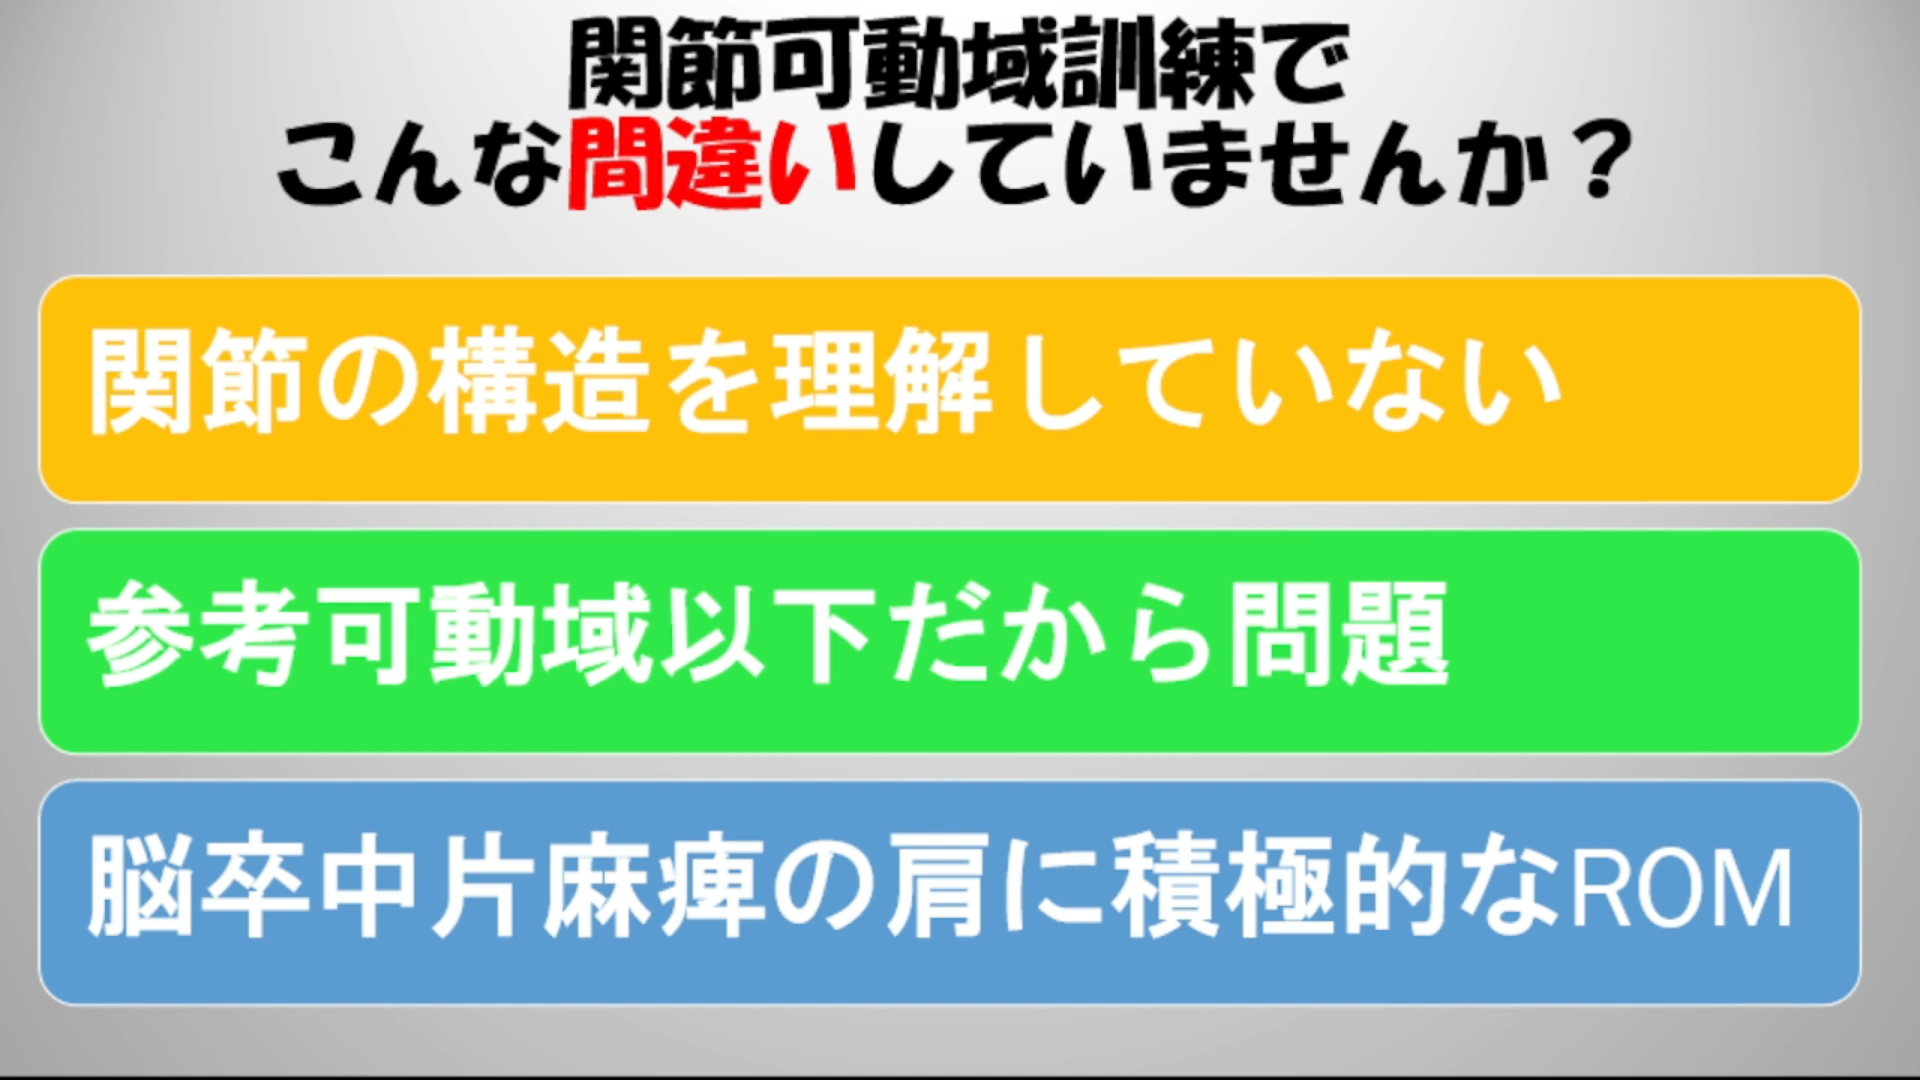 関節可動域訓練で
こんな間違いしていませんか？
関節の構造を理解していない
参考可動域以下だから問題
脳卒中片麻痺の肩に積極的なROM